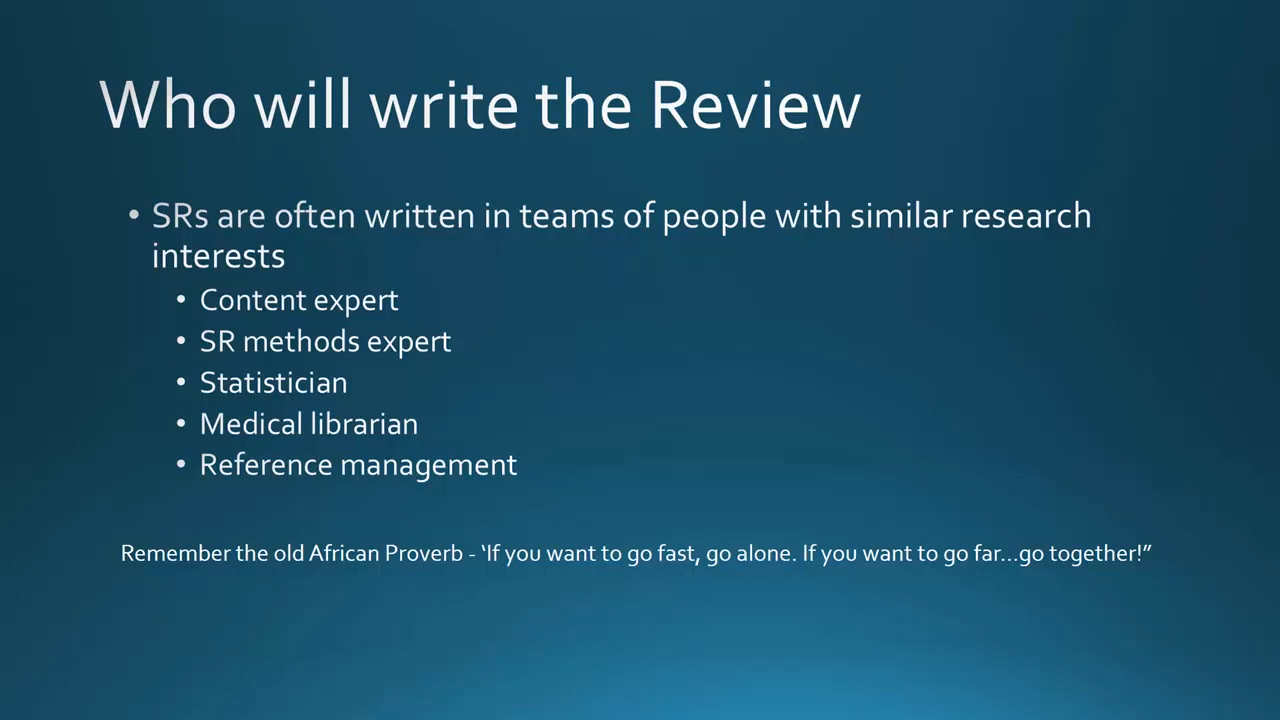 Who will write the Review
• SRs are often written in teams of people with similar research
interests
• Content expert
• SR methods expert
• Statistician
• Medical librarian
• Reference management
Remember the old African Proverb - ‘If you want to go fast, go alone. If you want to go far…go together!”